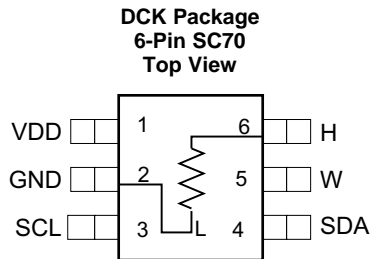 DCK Package
6-Pin SC70
Top View
VDD 1 6 H
GND 2 5 W
SCL 3 L 4 SDA